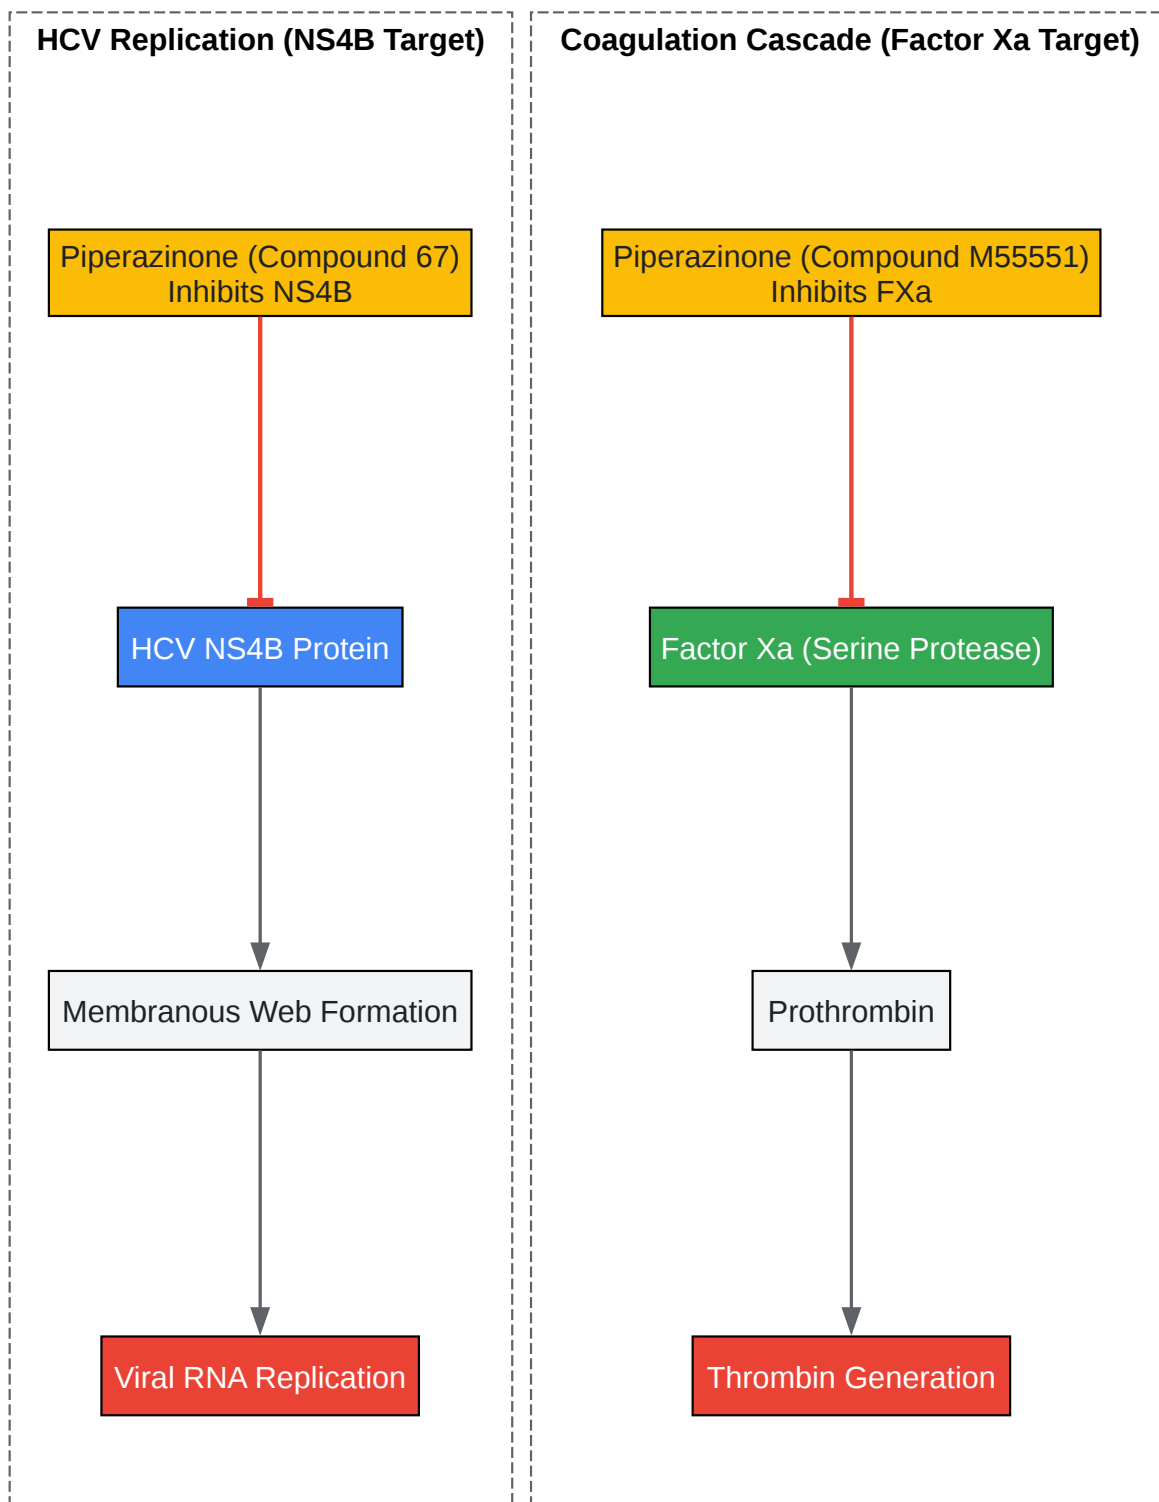 HCV Replication (NS4B Target)
Piperazinone (Compound 67)
Inhibits NS4B
HCV NS4B Protein
Membranous Web Formation
Viral RNA Replication
Coagulation Cascade (Factor Xa Target)
Piperazinone (Compound M55551)
Inhibits FXa
Factor Xa (Serine Protease)
Prothrombin
Thrombin Generation